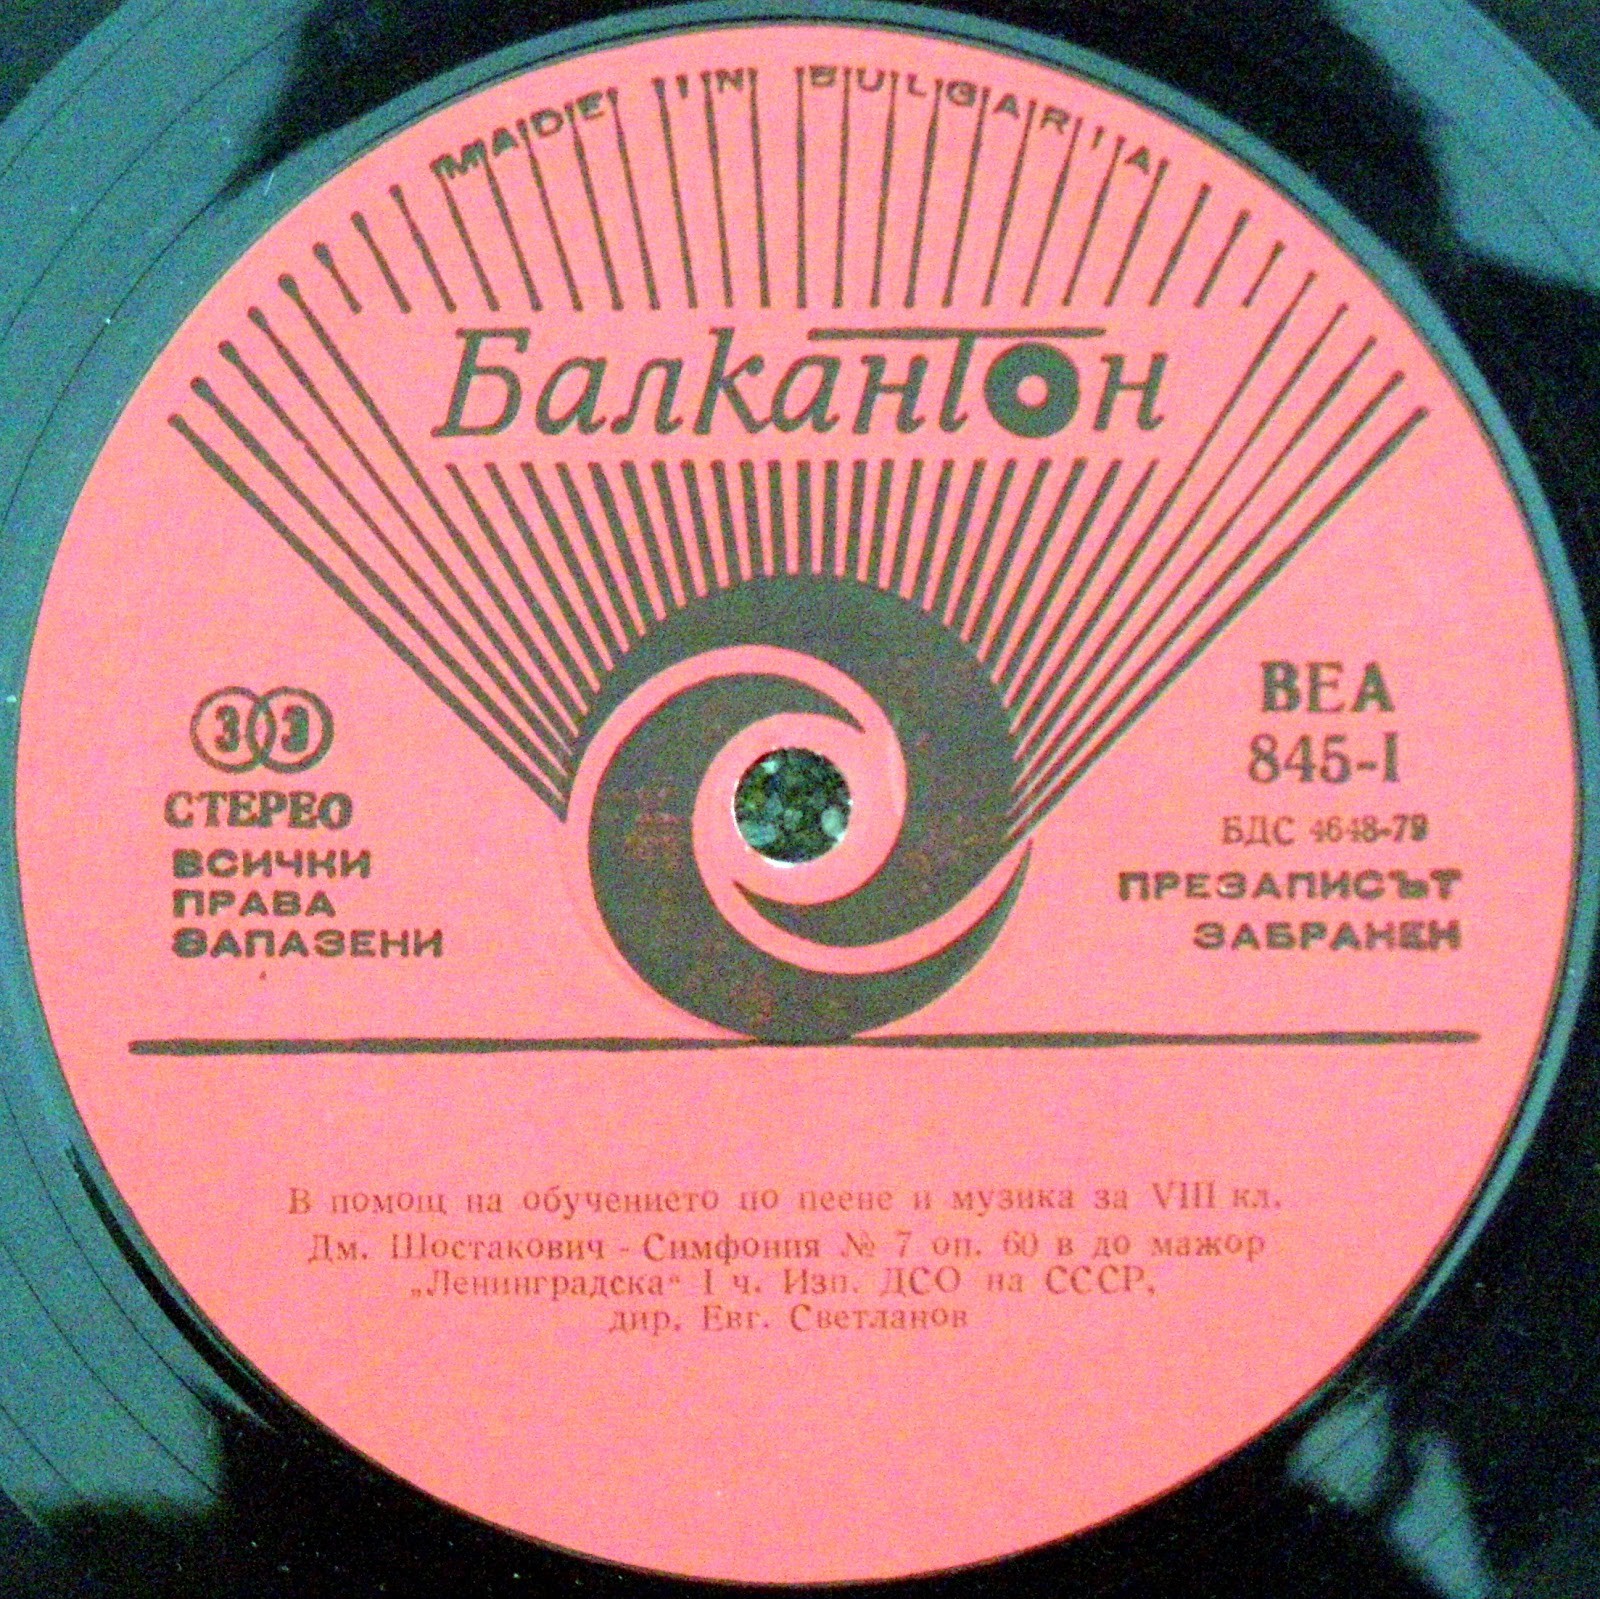 MADE IN BULGARIA
Балкантон
33
СТЕРЕО
ВСИЧКИ
ПРАВА
ЗАПАЗЕНИ
ВЕА
845-I
БДС 4648-79
ПРЕЗАПИСЪТ
ЗАБРАНЕН
В помощ на обучението по пеене и музика за VIII кл.
Дм. Шостакович - Симфония № 7 оп. 60 в до мажор
„Ленинградска“ I ч. Изп. ДСО на СССР,
дир. Евг. Светланов